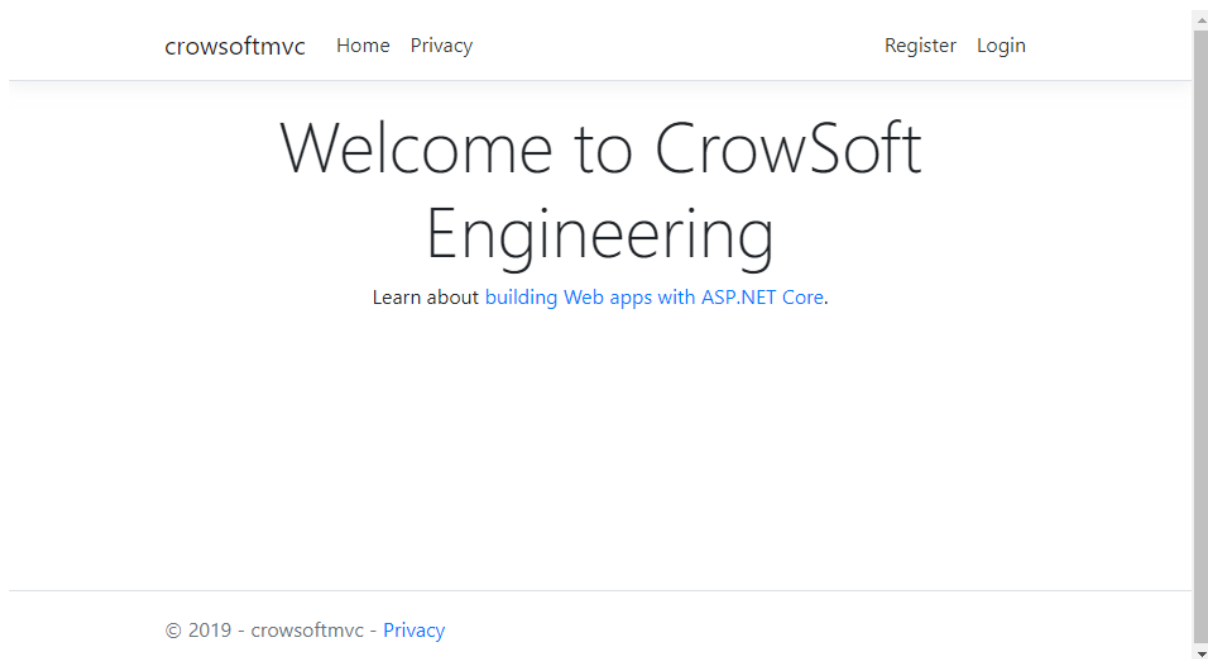 crowsoftmvc Home Privacy Register Login
Welcome to CrowSoft
Engineering
Learn about building Web apps with ASP.NET Core.
© 2019 - crowsoftmvc - Privacy